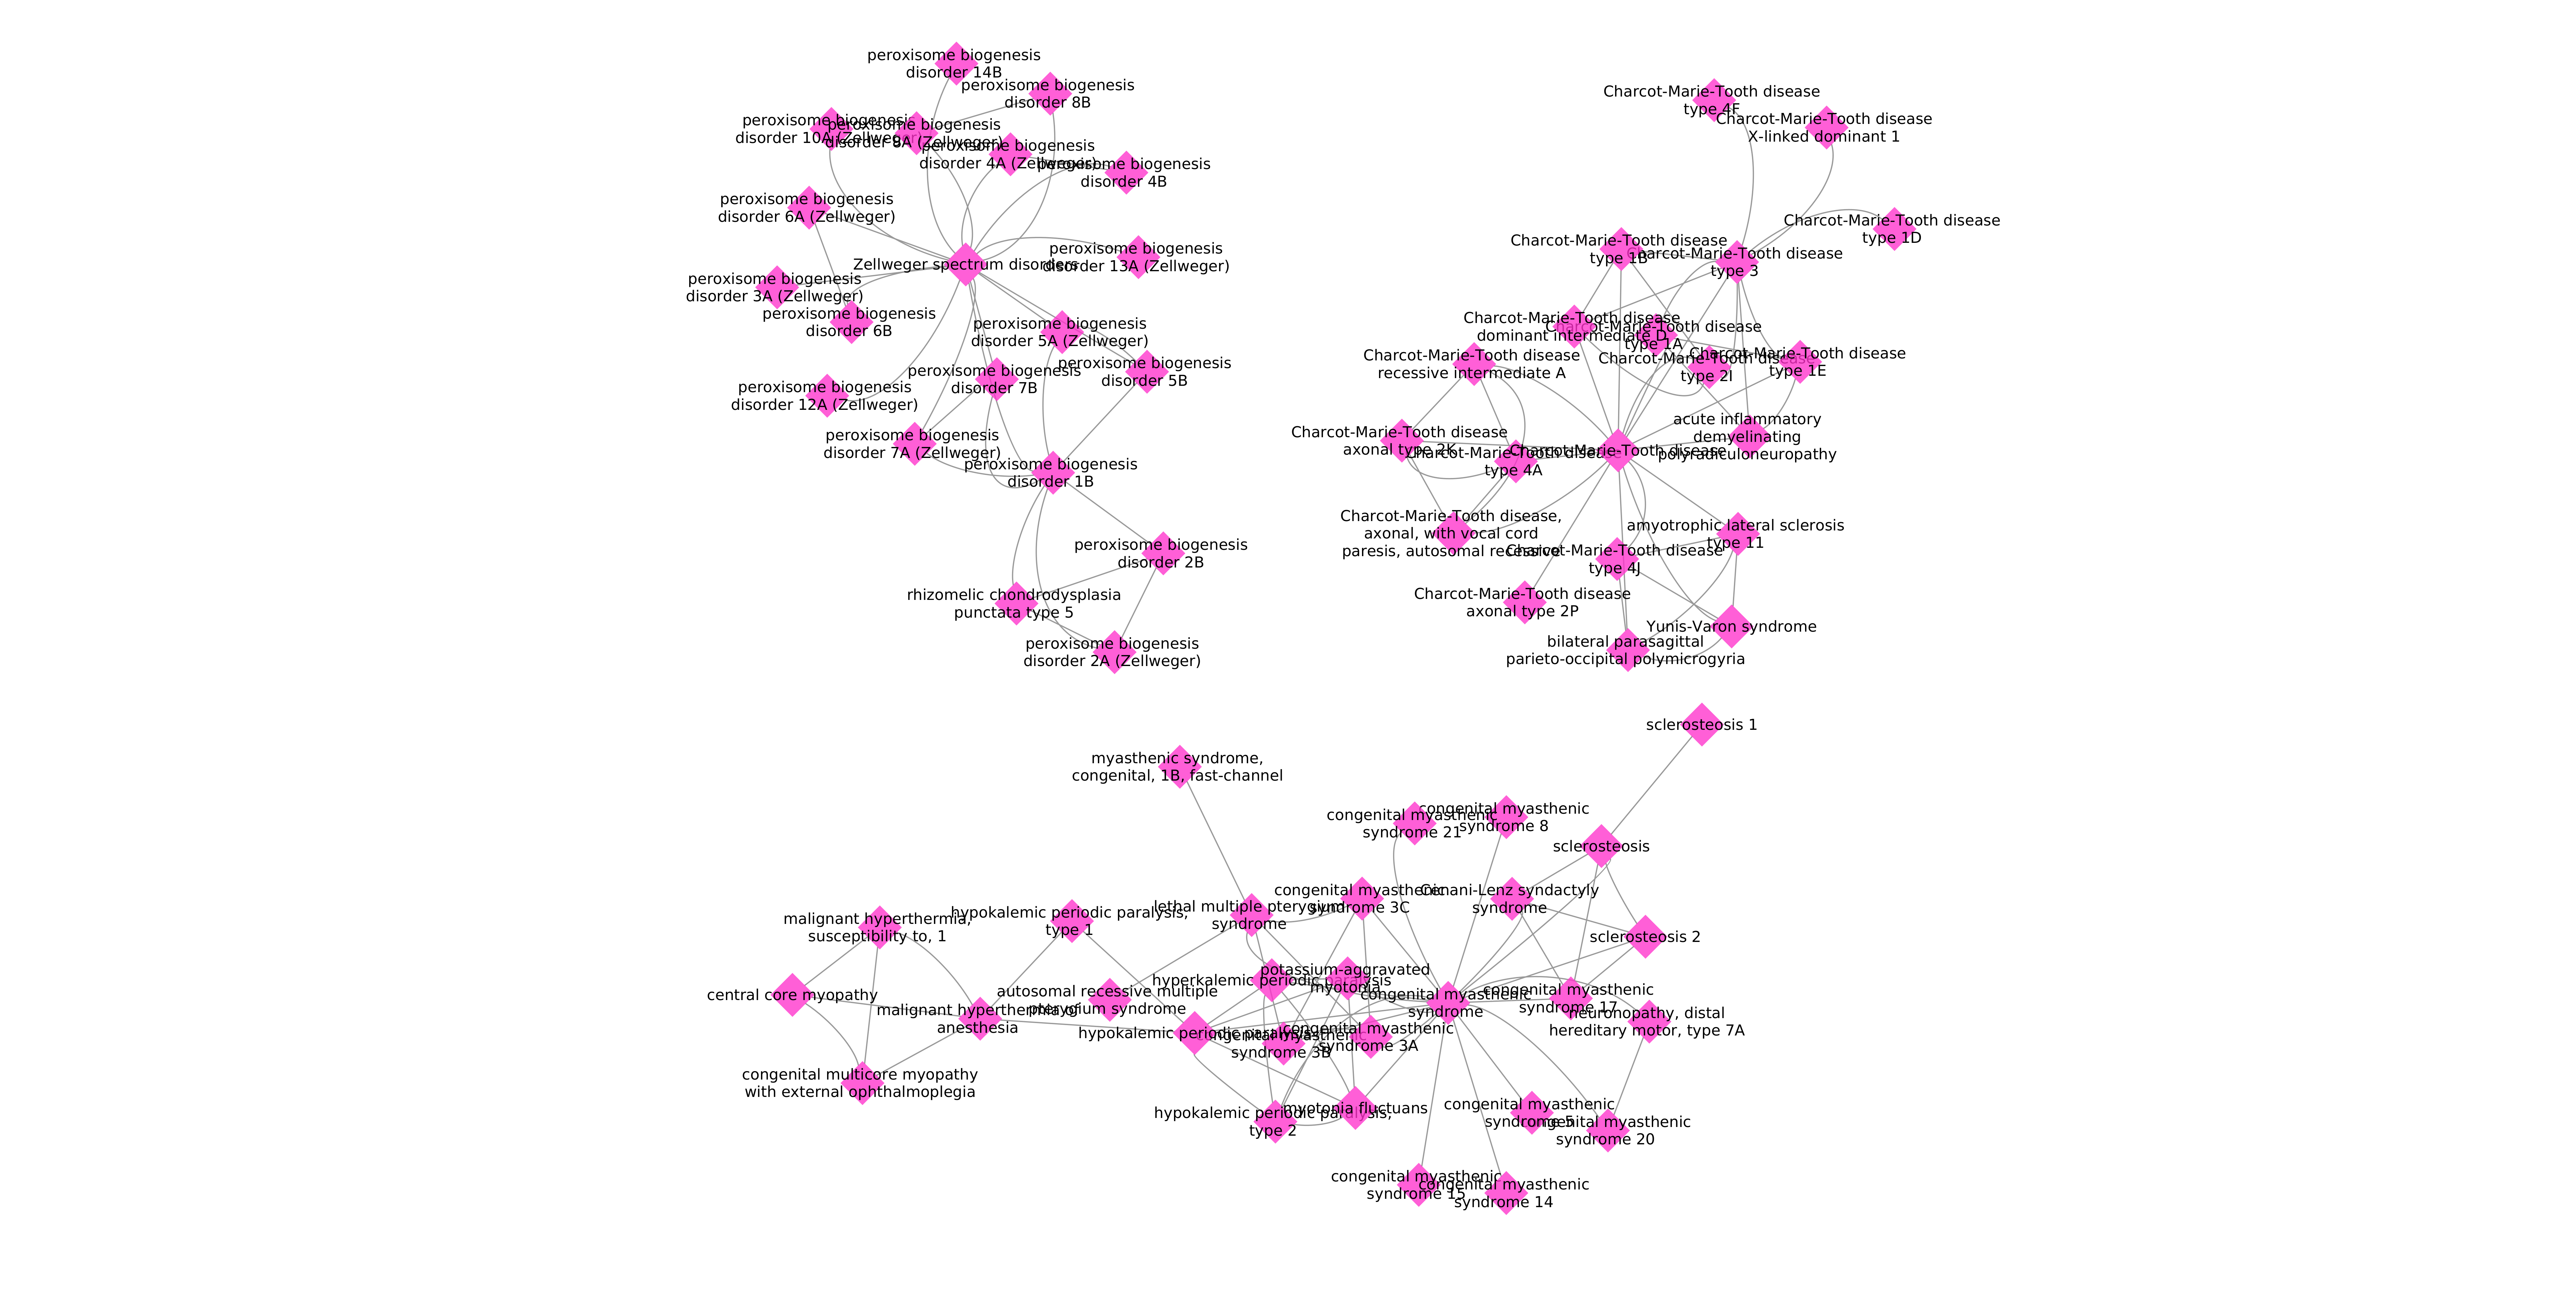 peroxisome biogenesis
disorder 14B
peroxisome biogenesis
disorder 8B
peroxisome biogenesis
disorder 10A (Zellweger)
peroxisome biogenesis
disorder 8A (Zellweger)
peroxisome biogenesis
disorder 4A (Zellweger)
peroxisome biogenesis
disorder 4B
peroxisome biogenesis
disorder 6A (Zellweger)
Zellweger spectrum disorders
peroxisome biogenesis
disorder 13A (Zellweger)
peroxisome biogenesis
disorder 3A (Zellweger)
peroxisome biogenesis
disorder 6B
peroxisome biogenesis
disorder 5A (Zellweger)
peroxisome biogenesis
disorder 5B
peroxisome biogenesis
disorder 7B
peroxisome biogenesis
disorder 12A (Zellweger)
peroxisome biogenesis
disorder 7A (Zellweger)
peroxisome biogenesis
disorder 1B
peroxisome biogenesis
disorder 2B
rhizomelic chondrodysplasia
punctata type 5
peroxisome biogenesis
disorder 2A (Zellweger)
Charcot-Marie-Tooth disease
type 4F
Charcot-Marie-Tooth disease
X-linked dominant 1
Charcot-Marie-Tooth disease
type 1D
Charcot-Marie-Tooth disease
type 1B
Charcot-Marie-Tooth disease
type 3
Charcot-Marie-Tooth disease
dominant intermediate D
Charcot-Marie-Tooth disease
type 1A
Charcot-Marie-Tooth disease
type 2I
Charcot-Marie-Tooth disease
type 1E
Charcot-Marie-Tooth disease
recessive intermediate A
acute inflammatory
demyelinating
polyradiculoneuropathy
Charcot-Marie-Tooth disease
axonal type 2K
Charcot-Marie-Tooth disease
type 4A
Charcot-Marie-Tooth disease
Charcot-Marie-Tooth disease,
axonal, with vocal cord
paresis, autosomal recessive
amyotrophic lateral sclerosis
type 11
Charcot-Marie-Tooth disease
type 4J
Charcot-Marie-Tooth disease
axonal type 2P
Yunis-Varon syndrome
bilateral parasagittal
parieto-occipital polymicrogyria
sclerosteosis 1
myasthenic syndrome,
congenital, 1B, fast-channel
congenital myasthenic
syndrome 21
congenital myasthenic
syndrome 8
sclerosteosis
congenital myasthenic
syndrome 3C
Cenani-Lenz syndactyly
syndrome
lethal multiple pterygium
syndrome
hypokalemic periodic paralysis,
type 1
malignant hyperthermia,
susceptibility to, 1
sclerosteosis 2
central core myopathy
malignant hyperthermia of
anesthesia
autosomal recessive multiple
pterygium syndrome
hyperkalemic periodic paralysis
potassium-aggravated
myotonia
congenital myasthenic
syndrome
congenital myasthenic
syndrome 17
neuronopathy, distal
hereditary motor, type 7A
hypokalemic periodic paralysis
congenital myasthenic
syndrome 3B
congenital myasthenic
syndrome 3A
congenital multicore myopathy
with external ophthalmoplegia
hypokalemic periodic paralysis,
type 2
myotonia fluctuans
congenital myasthenic
syndrome 5
congenital myasthenic
syndrome 20
congenital myasthenic
syndrome 15
congenital myasthenic
syndrome 14